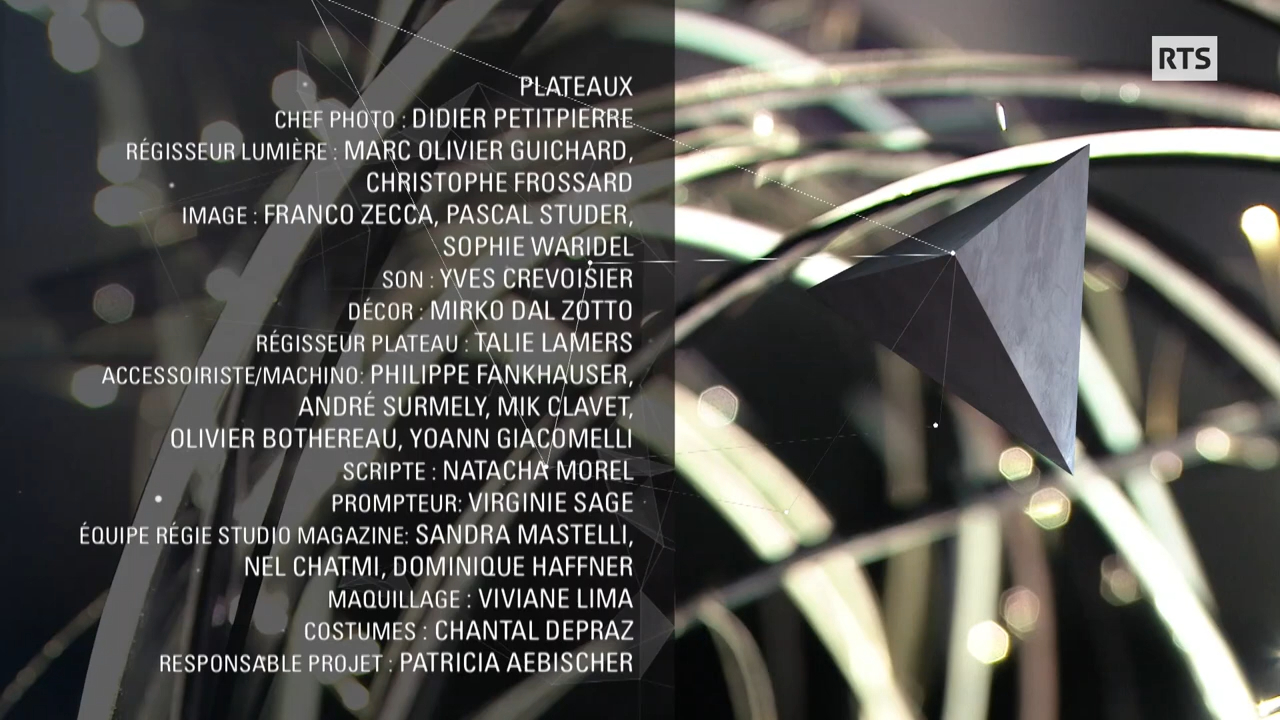 RTS
PLATEAUX
CHEF PHOTO : DIDIER PETITPIERRE
RÉGISSEUR LUMIÈRE : MARC OLIVIER GUICHARD,
CHRISTOPHE FROSSARD
IMAGE : FRANCO ZECCA, PASCAL STUDER,
SOPHIE WARIDEL
SON : YVES CREVOISIER
DÉCOR : MIRKO DAL ZOTTO
RÉGISSEUR PLATEAU : TALIE LAMERS
ACCESSOIRISTE/MACHINO: PHILIPPE FANKHAUSER,
ANDRÉ SURMELY, MIK CLAVET,
OLIVIER BOTHEREAU, YOANN GIACOMELLI
SCRIPTE : NATACHA MOREL
PROMPTEUR: VIRGINIE SAGE
ÉQUIPE RÉGIE STUDIO MAGAZINE: SANDRA MASTELLI,
NEL CHATMI, DOMINIQUE HAFFNER
MAQUILLAGE : VIVIANE LIMA
COSTUMES : CHANTAL DEPRAZ
RESPONSABLE PROJET : PATRICIA AEBISCHER